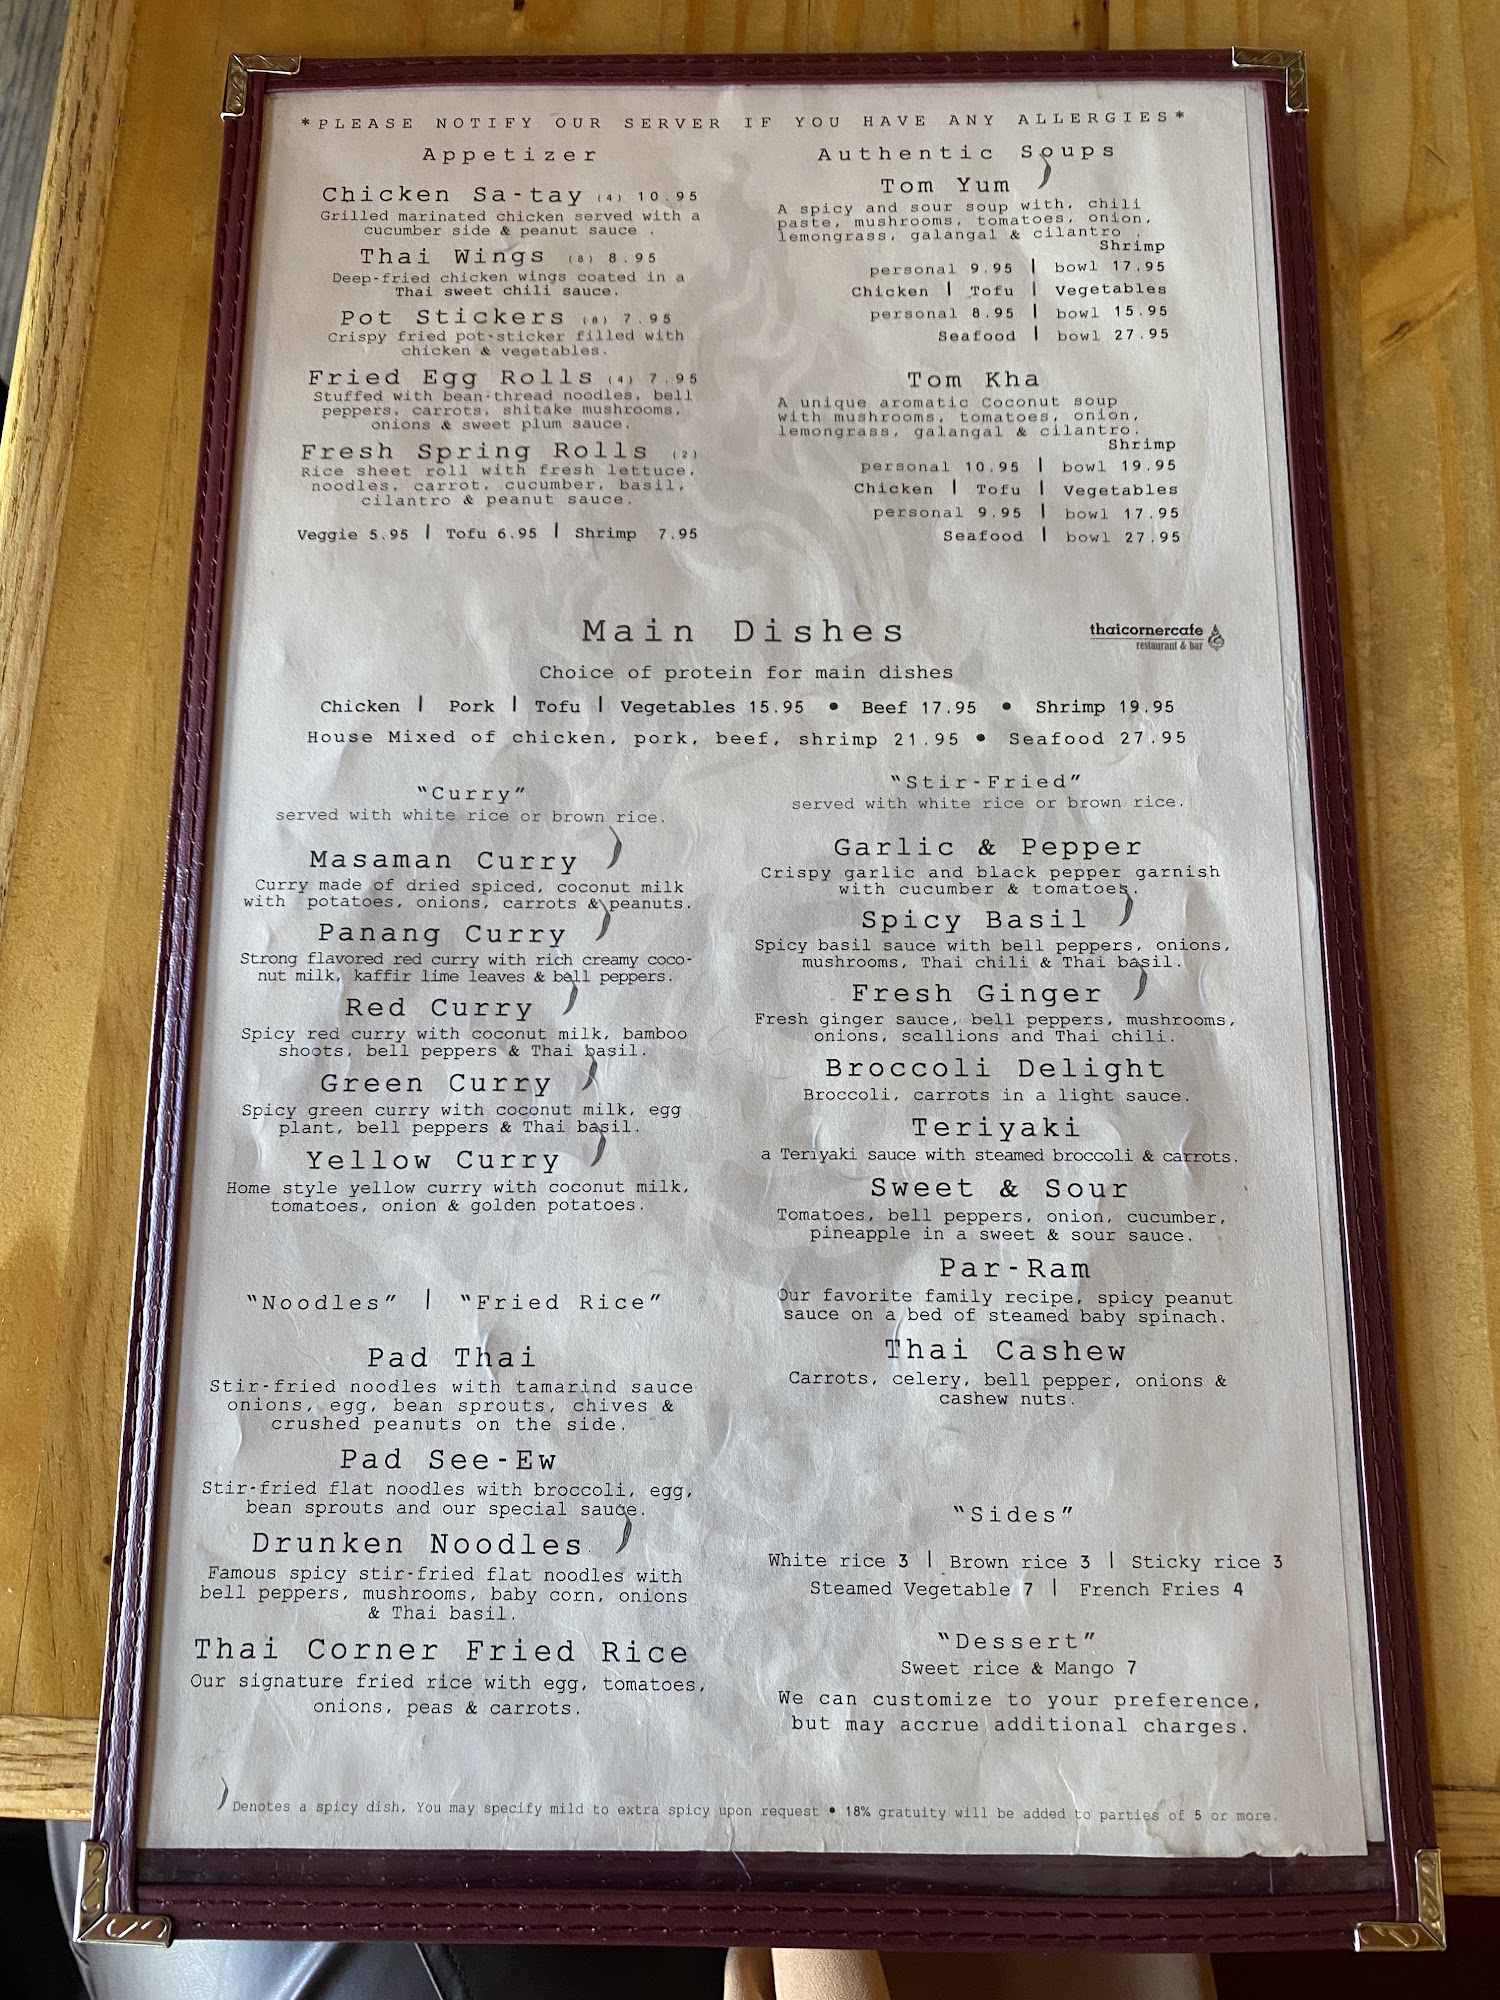 *PLEASE NOTIFY OUR SERVER IF YOU HAVE ANY ALLERGIES*
Appetizer
Chicken Sa-tay (4) 10.95
Grilled marinated chicken served with a
cucumber side & peanut sauce .
Thai Wings (8) 8.95
Deep-fried chicken wings coated in a
Thai sweet chili sauce.
Pot Stickers (8) 7.95
Crispy fried pot-sticker filled with
chicken & vegetables.
Fried Egg Rolls (4) 7.95
Stuffed with bean-thread noodles, bell
peppers, carrots, shitake mushrooms,
onions & sweet plum sauce.
Fresh Spring Rolls (2)
Rice sheet roll with fresh lettuce,
noodles, carrot, cucumber, basil,
cilantro & peanut sauce.
Veggie 5.95 | Tofu 6.95 | Shrimp 7.95
Authentic Soups
Tom Yum
A spicy and sour soup with, chili
paste, mushrooms, tomatoes, onion,
lemongrass, galangal & cilantro .
Shrimp
personal 9.95 | bowl 17.95
Chicken | Tofu | Vegetables
personal 8.95 | bowl 15.95
Seafood | bowl 27.95
Tom Kha
A unique aromatic Coconut soup
with mushrooms, tomatoes, onion,
lemongrass, galangal & cilantro.
Shrimp
personal 10.95 | bowl 19.95
Chicken | Tofu | Vegetables
personal 9.95 | bowl 17.95
Seafood | bowl 27.95
Main Dishes
thaicornercafe
restaurant & bar
Choice of protein for main dishes
Chicken | Pork | Tofu | Vegetables 15.95 • Beef 17.95 • Shrimp 19.95
House Mixed of chicken, pork, beef, shrimp 21.95 • Seafood 27.95
"Curry"
served with white rice or brown rice.
Masaman Curry
Curry made of dried spiced, coconut milk
with potatoes, onions, carrots & peanuts.
Panang Curry
Strong flavored red curry with rich creamy coco-
nut milk, kaffir lime leaves & bell peppers.
Red Curry
Spicy red curry with coconut milk, bamboo
shoots, bell peppers & Thai basil.
Green Curry
Spicy green curry with coconut milk, egg
plant, bell peppers & Thai basil.
Yellow Curry
Home style yellow curry with coconut milk,
tomatoes, onion & golden potatoes.
"Noodles" | "Fried Rice"
Pad Thai
Stir-fried noodles with tamarind sauce
onions, egg, bean sprouts, chives &
crushed peanuts on the side.
Pad See-Ew
Stir-fried flat noodles with broccoli, egg,
bean sprouts and our special sauce.
Drunken Noodles
Famous spicy stir-fried flat noodles with
bell peppers, mushrooms, baby corn, onions
& Thai basil.
Thai Corner Fried Rice
Our signature fried rice with egg, tomatoes,
onions, peas & carrots.
"Stir-Fried"
served with white rice or brown rice.
Garlic & Pepper
Crispy garlic and black pepper garnish
with cucumber & tomatoes.
Spicy Basil
Spicy basil sauce with bell peppers, onions,
mushrooms, Thai chili & Thai basil.
Fresh Ginger
Fresh ginger sauce, bell peppers, mushrooms,
onions, scallions and Thai chili.
Broccoli Delight
Broccoli, carrots in a light sauce.
Teriyaki
a Teriyaki sauce with steamed broccoli & carrots.
Sweet & Sour
Tomatoes, bell peppers, onion, cucumber,
pineapple in a sweet & sour sauce.
Par-Ram
Our favorite family recipe, spicy peanut
sauce on a bed of steamed baby spinach.
Thai Cashew
Carrots, celery, bell pepper, onions &
cashew nuts.
"Sides"
White rice 3 | Brown rice 3 | Sticky rice 3
Steamed Vegetable 7 | French Fries 4
"Dessert"
Sweet rice & Mango 7
We can customize to your preference,
but may accrue additional charges.
Denotes a spicy dish, You may specify mild to extra spicy upon request • 18% gratuity will be added to parties of 5 or more.